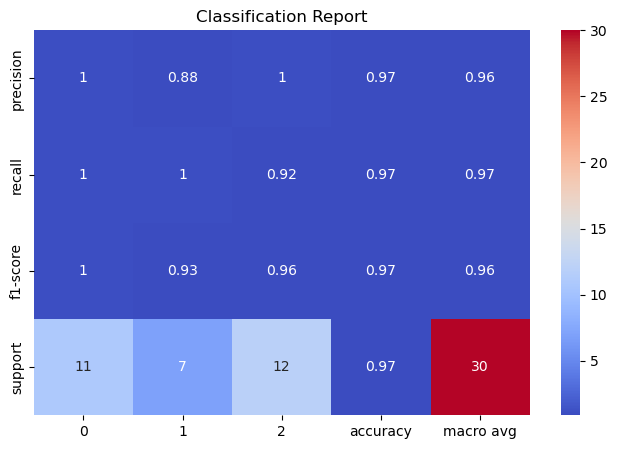 Classification Report
precision 1 0.88 1 0.97 0.96
recall 1 1 0.92 0.97 0.97
f1-score 1 0.93 0.96 0.97 0.96
support 11 7 12 0.97 30
0 1 2 accuracy macro avg
30
25
20
15
10
5